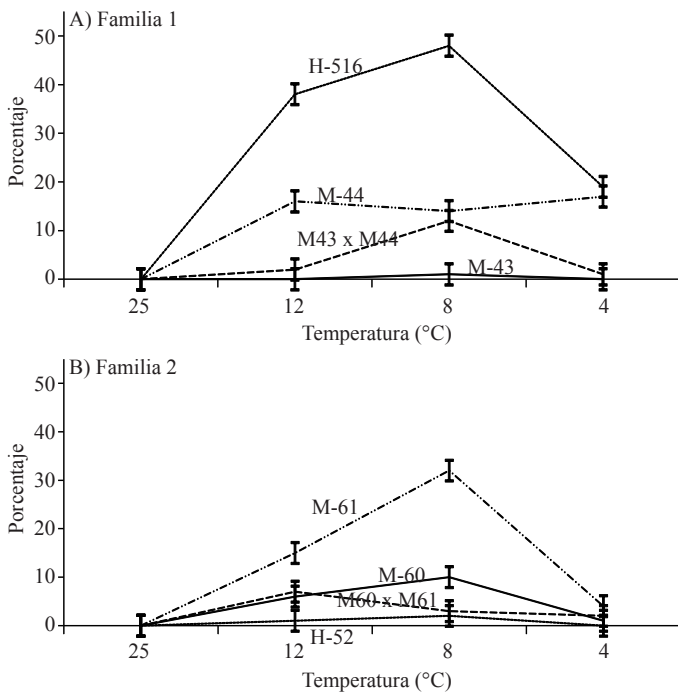 A) Familia 1
50
40
30
20
10
0
Porcentaje
H-516
M-44
M43 x M44
M-43
25
12
8
4
Temperatura (°C)
B) Familia 2
50
40
30
20
10
0
Porcentaje
M-61
M-60
M60 x M61
H-52
25
12
8
4
Temperatura (°C)